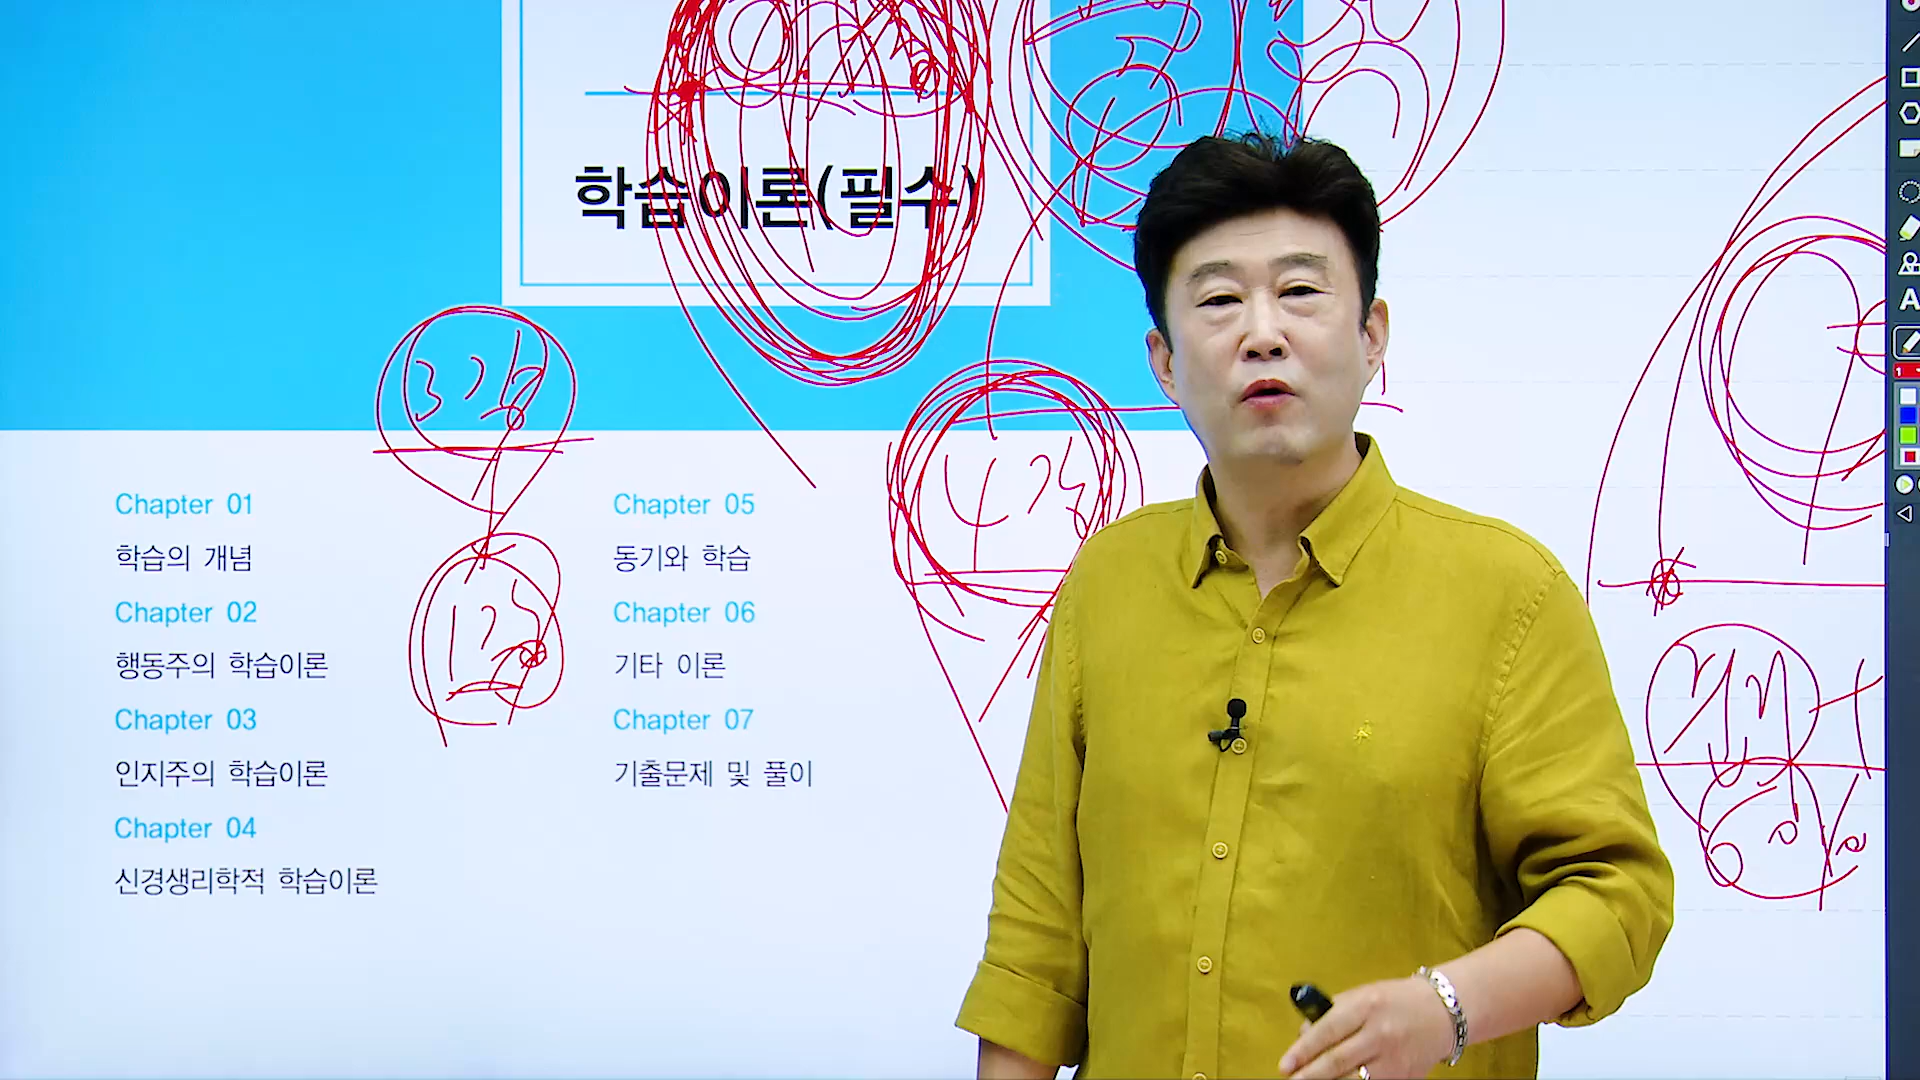 학습이론(필수)
3강
4강
1강
Chapter 01
학습의 개념
Chapter 02
행동주의 학습이론
Chapter 03
인지주의 학습이론
Chapter 04
신경생리학적 학습이론
Chapter 05
동기와 학습
Chapter 06
기타 이론
Chapter 07
기출문제 및 풀이